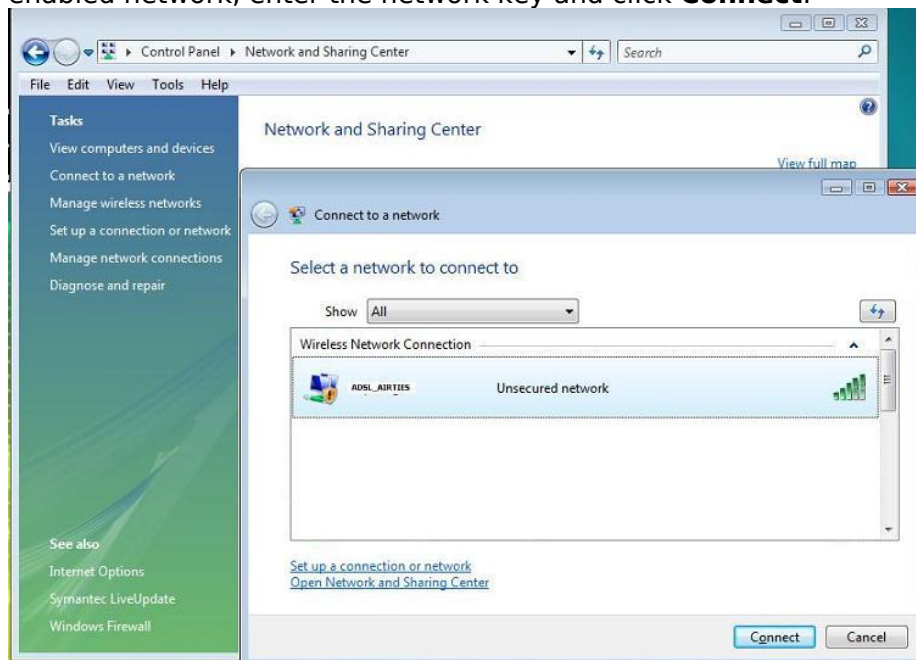 enabled network, enter the network key and click Connect.
Control Panel
Network and Sharing Center
Search
File Edit View Tools Help
Tasks
View computers and devices
Connect to a network
Manage wireless networks
Set up a connection or network
Manage network connections
Diagnose and repair
See also
Internet Options
Symantec LiveUpdate
Windows Firewall
Network and Sharing Center
View full map
Connect to a network
Select a network to connect to
Show All
Wireless Network Connection
ADSL_AIRTIES Unsecured network
Set up a connection or network
Open Network and Sharing Center
Connect Cancel